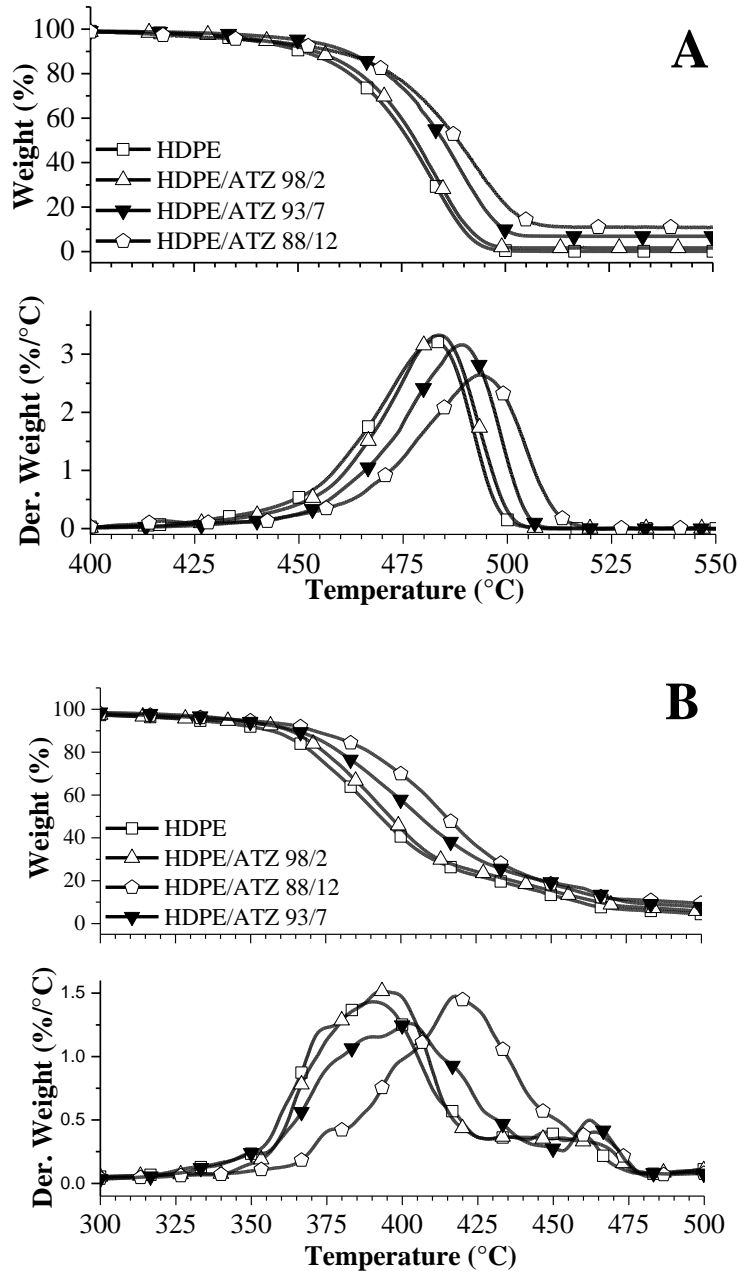 A
100
80
60
40
20
0
Weight (%)
HDPE
HDPE/ATZ 98/2
HDPE/ATZ 93/7
HDPE/ATZ 88/12
3
2
1
0
Der. Weight (%/°C)
400 425 450 475 500 525 550
Temperature (°C)
B
100
80
60
40
20
0
Weight (%)
HDPE
HDPE/ATZ 98/2
HDPE/ATZ 88/12
HDPE/ATZ 93/7
1.5
1.0
0.5
0.0
Der. Weight (%/°C)
300 325 350 375 400 425 450 475 500
Temperature (°C)